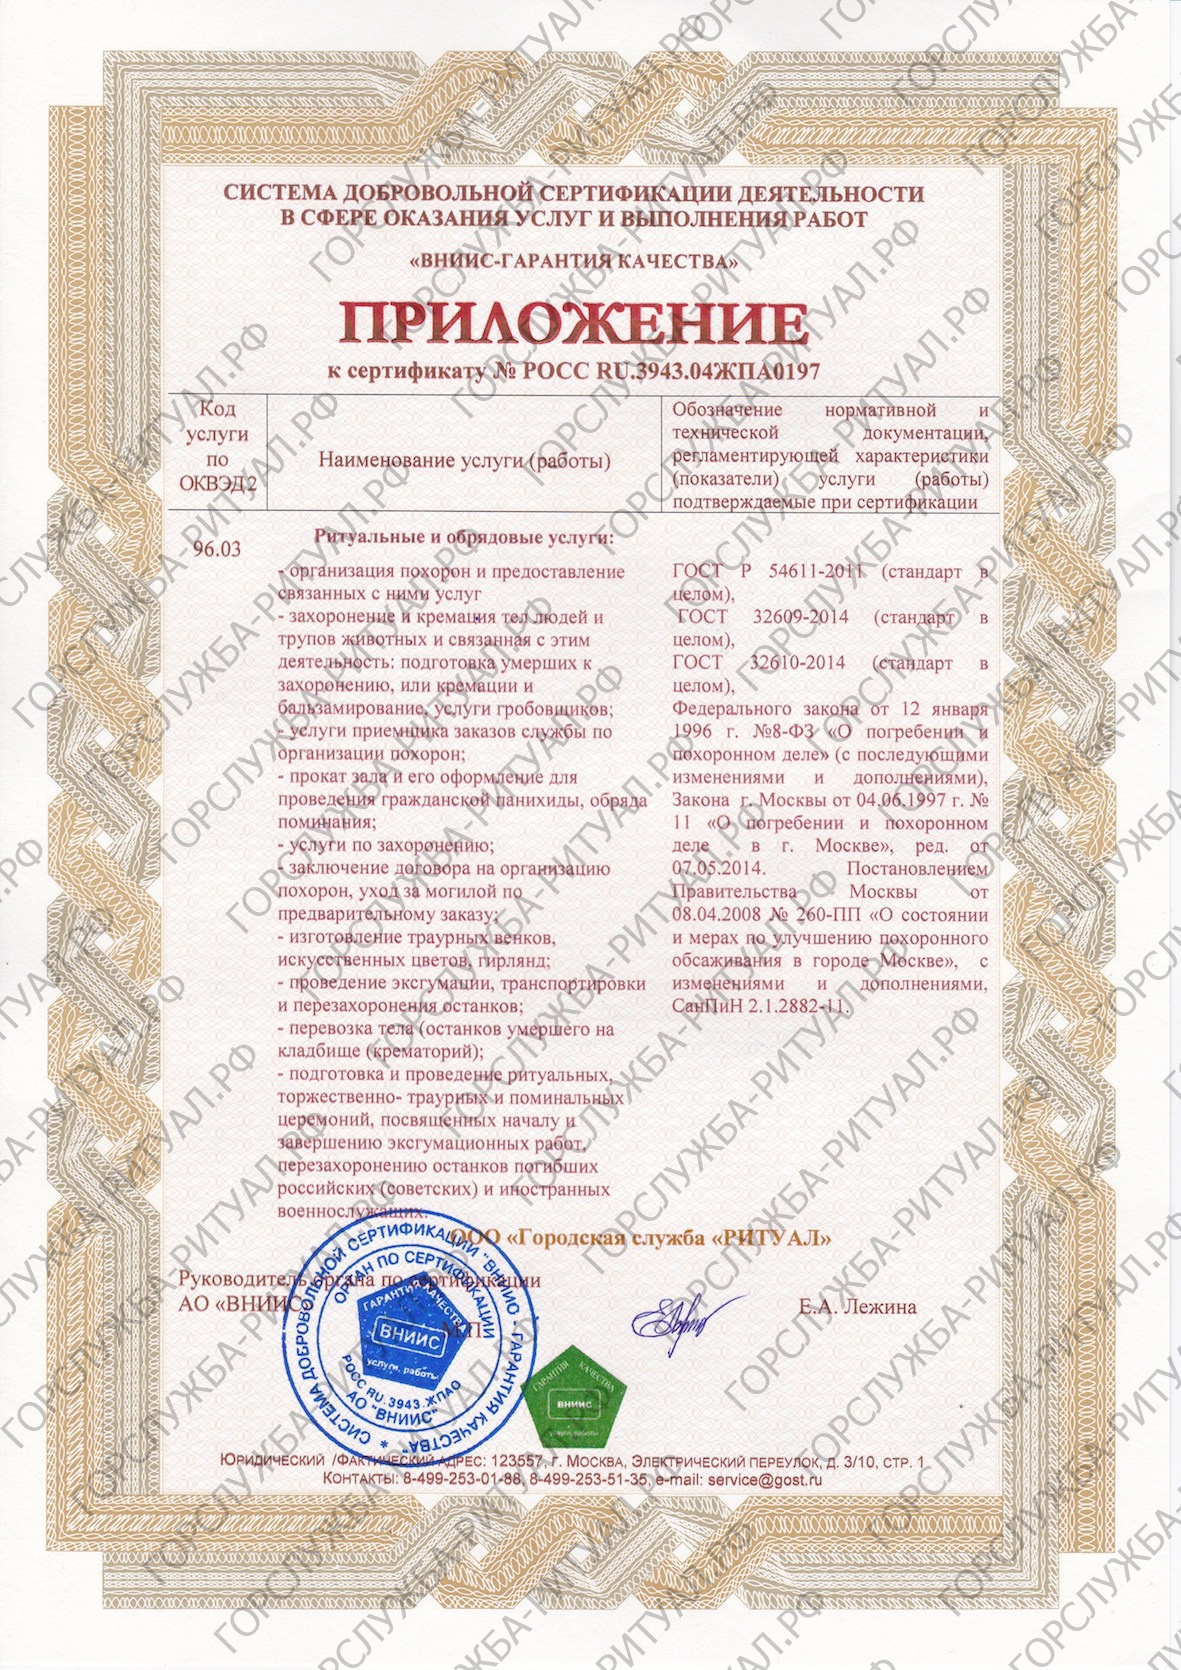 СИСТЕМА ДОБРОВОЛЬНОЙ СЕРТИФИКАЦИИ ДЕЯТЕЛЬНОСТИ
В СФЕРЕ ОКАЗАНИЯ УСЛУГ И ВЫПОЛНЕНИЯ РАБОТ
«ВНИИС-ГАРАНТИЯ КАЧЕСТВА»
ПРИЛОЖЕНИЕ
к сертификату № РОСС RU.3943.04ЖПА0197
Код
услуги
по
ОКВЭД2
Наименование услуги (работы)
Обозначение нормативной и
технической документации,
регламентирующей характеристики
(показатели) услуги (работы)
подтверждаемые при сертификации
96.03
Ритуальные и обрядовые услуги:
- организация похорон и предоставление
связанных с ними услуг
- захоронение и кремация тел людей и
трупов животных и связанная с этим
деятельность: подготовка умерших к
захоронению, или кремации и
бальзамирование, услуги гробовщиков;
- услуги приемщика заказов службы по
организации похорон;
- прокат зала и его оформление для
проведения гражданской панихиды, обряда
поминания;
- услуги по захоронению;
- заключение договора на организацию
похорон, уход за могилой по
предварительному заказу;
- изготовление траурных венков,
искусственных цветов, гирлянд;
- проведение эксгумации, транспортировки
и перезахоронения останков;
- перевозка тела (останков умершего на
кладбище (крематорий);
- подготовка и проведение ритуальных,
торжественно- траурных и поминальных
церемоний, посвященных началу и
завершению эксгумационных работ,
перезахоронению останков погибших
российских (советских) и иностранных
военнослужащих.
ГОСТ Р 54611-2011 (стандарт в
целом),
ГОСТ 32609-2014 (стандарт в
целом),
ГОСТ 32610-2014 (стандарт в
целом),
Федерального закона от 12 января
1996 г. №8-ФЗ «О погребении и
похоронном деле» (с последующими
изменениями и дополнениями),
Закона г. Москвы от 04.06.1997 г. №
11 «О погребении и похоронном
деле в г. Москве», ред. от
07.05.2014. Постановлением
Правительства Москвы от
08.04.2008 № 260-ПП «О состоянии
и мерах по улучшению похоронного
обсаживания в городе Москве», с
изменениями и дополнениями,
СанПиН 2.1.2882-11.
ООО «Городская служба «РИТУАЛ»
Руководитель органа по сертификации
АО «ВНИИС»
М.П.
Е.А. Лежина
СИСТЕМА ДОБРОВОЛЬНОЙ СЕРТИФИКАЦИИ "ВНИИС - ГАРАНТИЯ КАЧЕСТВА" *
ОРГАН ПО СЕРТИФИКАЦИИ
ГАРАНТИЯ КАЧЕСТВА
ВНИИС
услуги, работы
РОСС RU.3943.ЖПАО
АО "ВНИИС"
ГАРАНТИЯ КАЧЕСТВА
ВНИИС
услуги, работы
ЮРИДИЧЕСКИЙ /ФАКТИЧЕСКИЙ АДРЕС: 123557, г. МОСКВА, ЭЛЕКТРИЧЕСКИЙ ПЕРЕУЛОК, Д. 3/10, СТР. 1
КОНТАКТЫ: 8-499-253-01-88, 8-499-253-51-35, e-mail: service@gost.ru
ГОРСЛУЖБА-РИТУАЛ.РФ